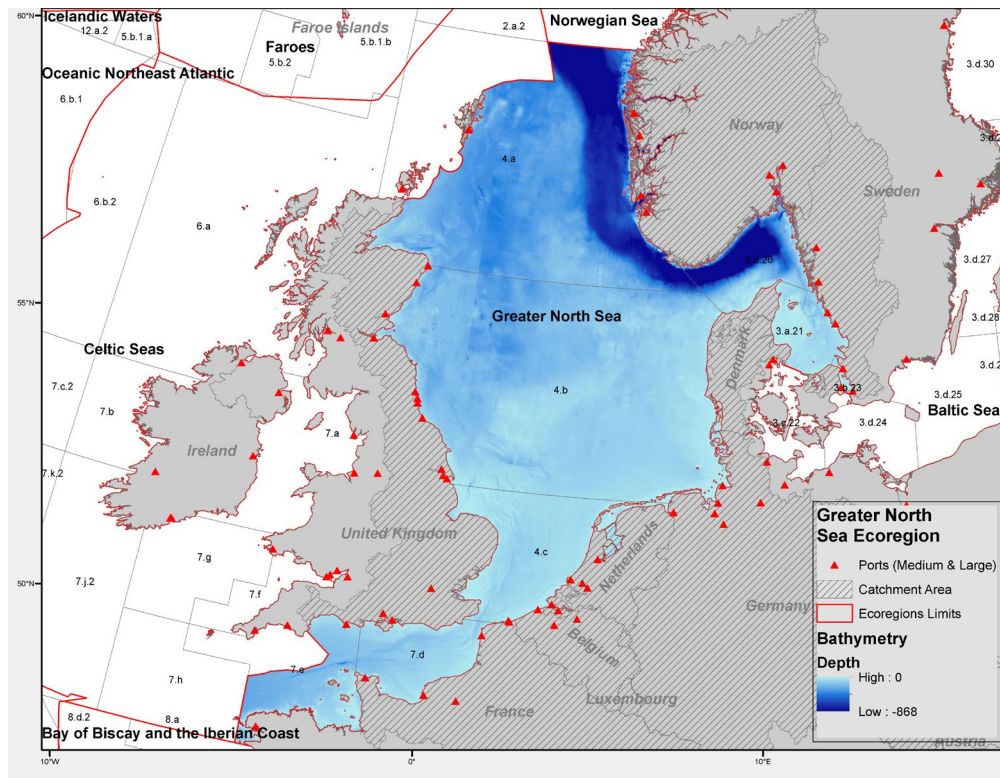 60°N
Icelandic Waters
12.a.2
5.b.1.a
Faroe Islands
Faroes
5.b.1.b
5.b.2
2.a.2
Norwegian Sea
3.d.30
Oceanic Northeast Atlantic
6.b.1
4.a
Norway
Sweden
6.b.2
6.a
3.a.20
3.d.27
55°N
Greater North Sea
3.d.28
3.a.21
Denmark
Celtic Seas
7.c.2
7.b
4.b
3.b.23
3.d.25
Baltic Sea
3.c.22
3.d.24
7.a
Ireland
7.k.2
United Kingdom
4.c
Netherlands
7.g
50°N
7.j.2
7.f
Germany
Belgium
7.d
7.e
7.h
Luxembourg
France
8.d.2
8.a
Bay of Biscay and the Iberian Coast
Austria
10°W
0°
10°E
Greater North
Sea Ecoregion
Ports (Medium & Large)
Catchment Area
Ecoregions Limits
Bathymetry
Depth
High : 0
Low : -868